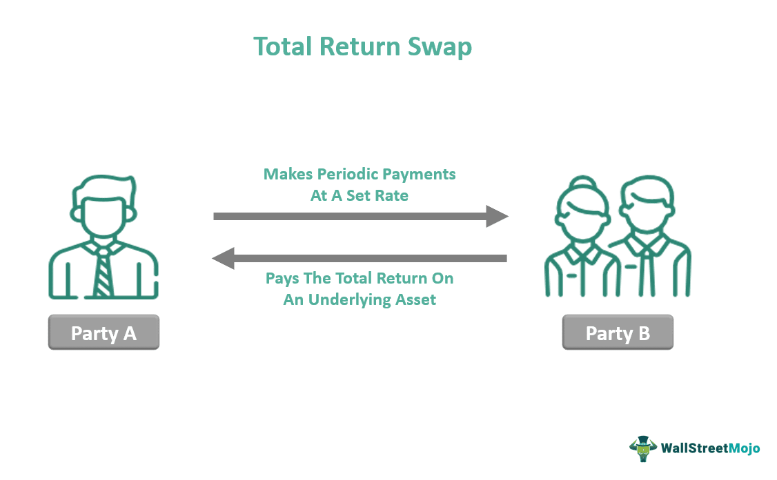 Total Return Swap
Makes Periodic Payments
At A Set Rate
Pays The Total Return On
An Underlying Asset
Party A
Party B
WallStreetMojo